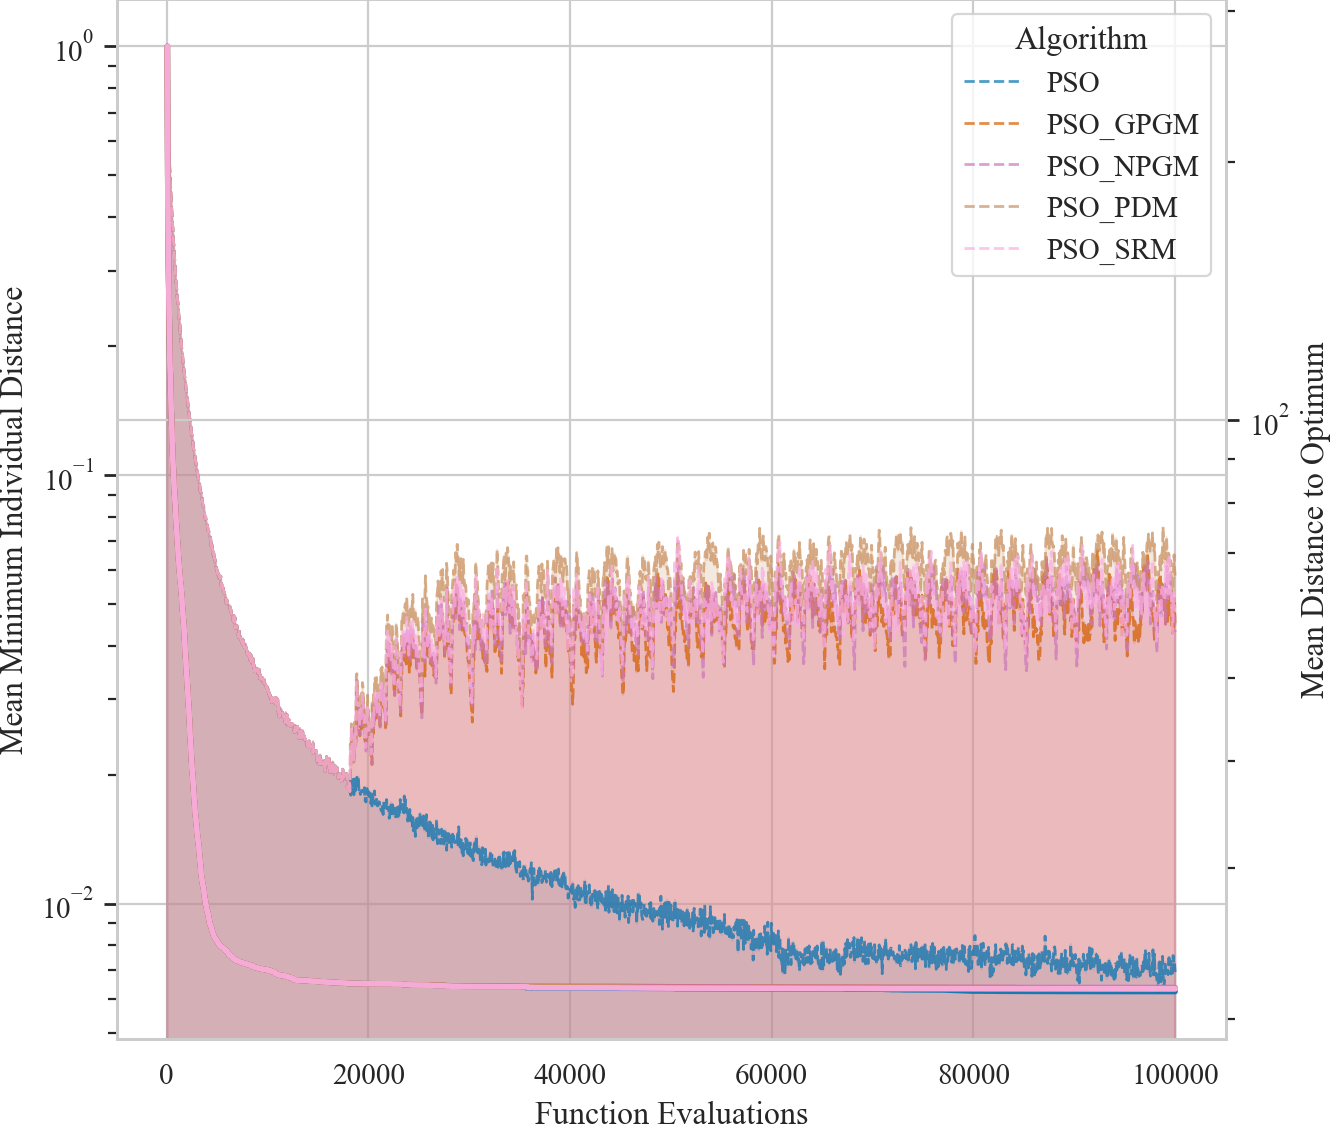 Algorithm
PSO
PSO_GPGM
PSO_NPGM
PSO_PDM
PSO_SRM
Mean Minimum Individual Distance
10^0
10^-1
10^-2
10^2
Mean Distance to Optimum
0 20000 40000 60000 80000 100000
Function Evaluations